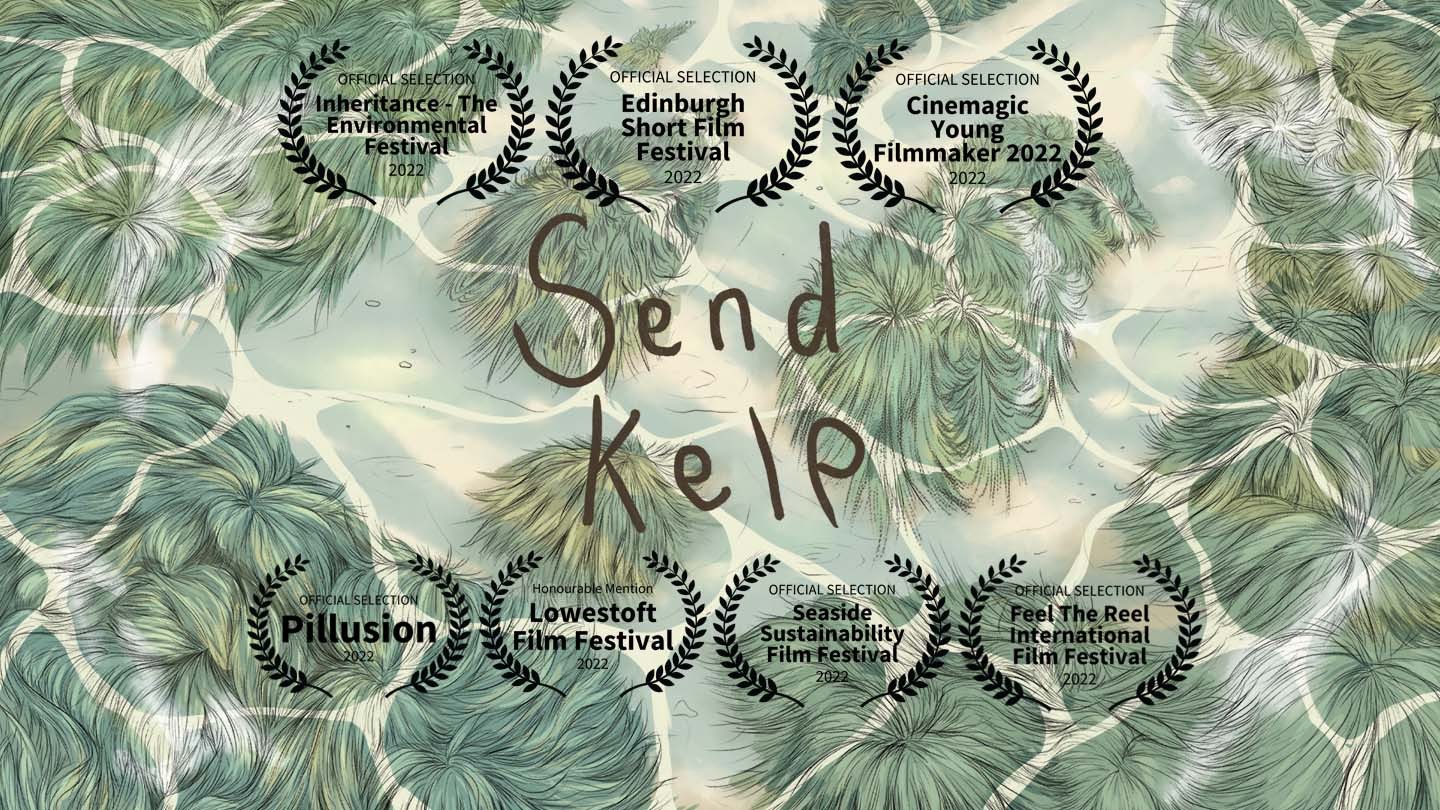 OFFICIAL SELECTION
Inheritance - The
Environmental
Festival
2022
OFFICIAL SELECTION
Edinburgh
Short Film
Festival
2022
OFFICIAL SELECTION
Cinemagic
Young
Filmmaker 2022
2022
Send
Kelp
OFFICIAL SELECTION
Pillusion
2022
Honourable Mention
Lowestoft
Film Festival
2022
OFFICIAL SELECTION
Seaside
Sustainability
Film Festival
2022
OFFICIAL SELECTION
Feel The Reel
International
Film Festival
2022